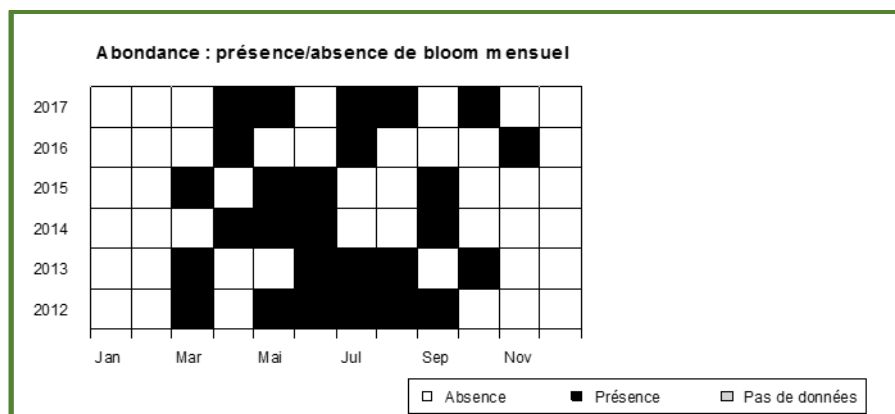 Abondance : présence/absence de bloom mensuel
2017
2016
2015
2014
2013
2012
Jan Mar Mai Jul Sep Nov
Absence Présence Pas de données